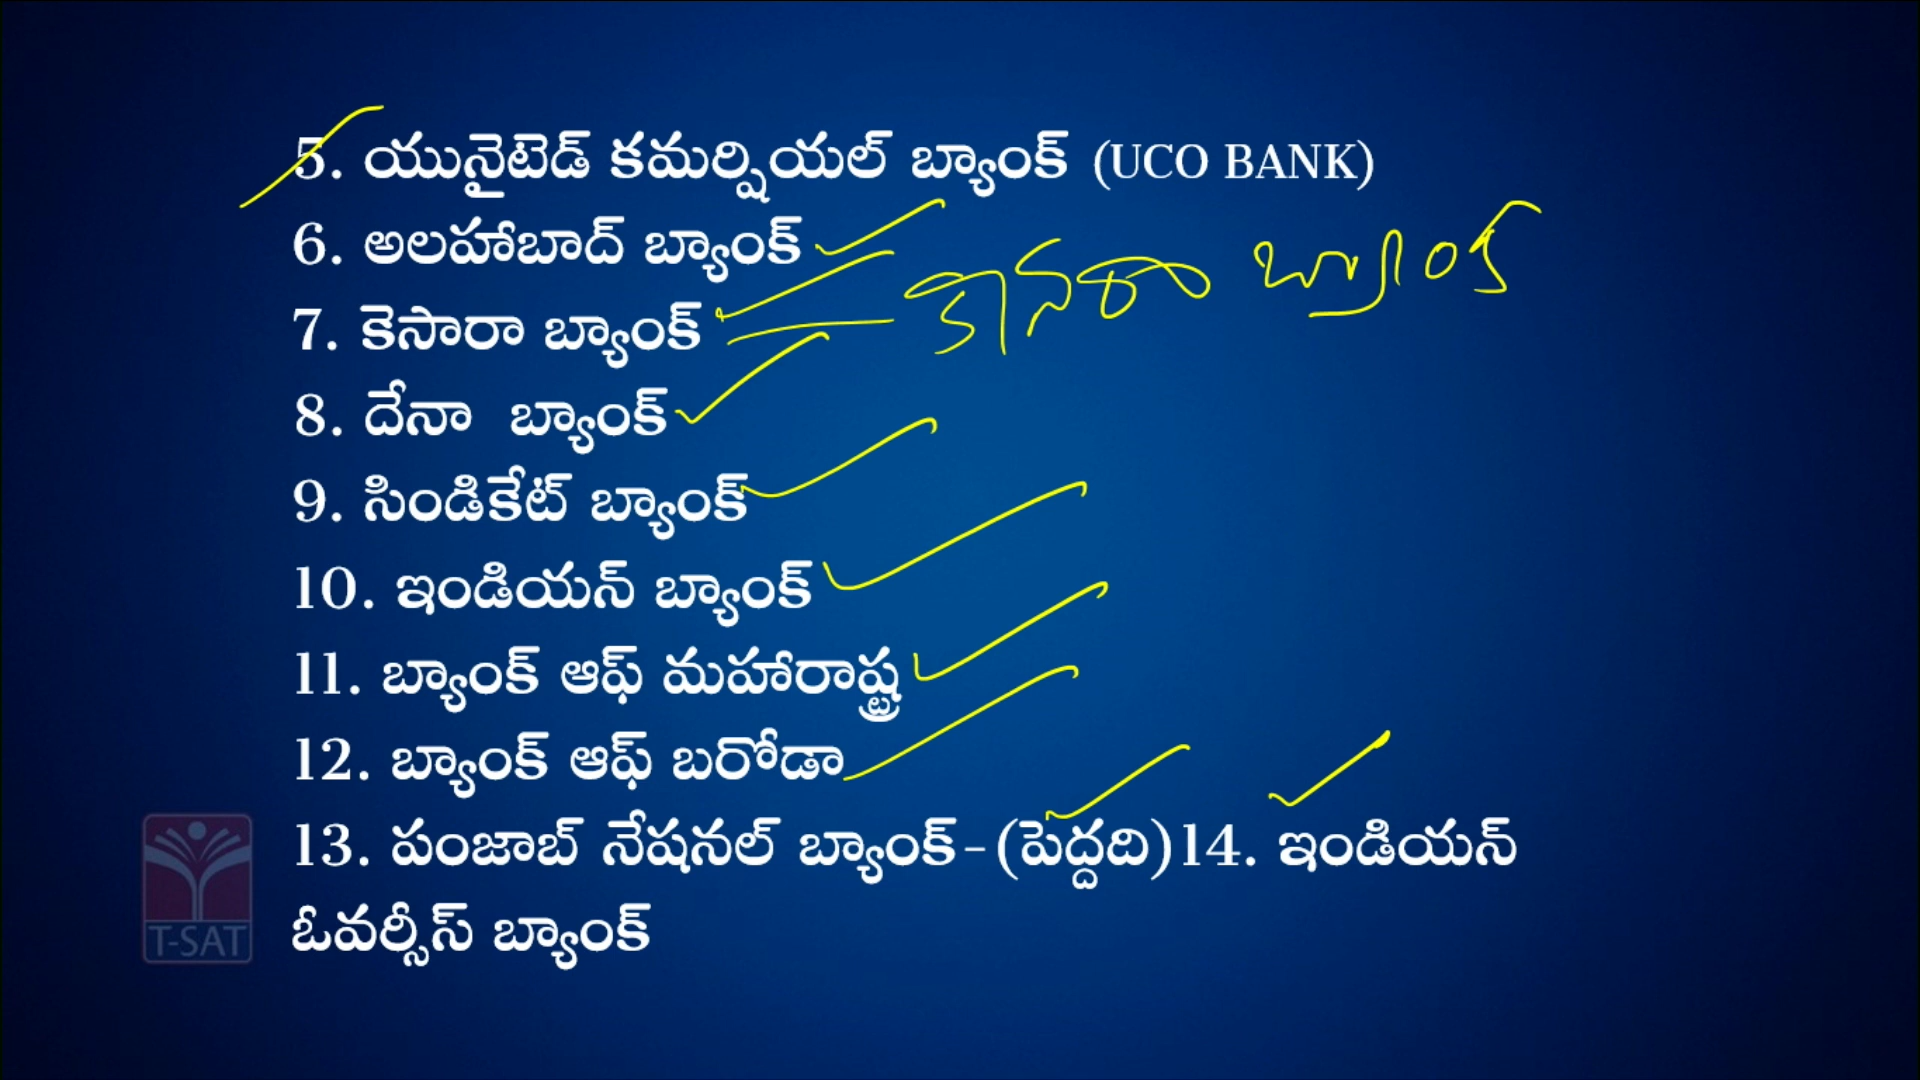 5. యునైటెడ్ కమర్షియల్ బ్యాంక్ (UCO BANK)
6. అలహాబాద్ బ్యాంక్
7. కెసారా బ్యాంక్ కానరా బ్యాంక్
8. దేనా బ్యాంక్
9. సిండికేట్ బ్యాంక్
10. ఇండియన్ బ్యాంక్
11. బ్యాంక్ ఆఫ్ మహారాష్ట్ర
12. బ్యాంక్ ఆఫ్ బరోడా
13. పంజాబ్ నేషనల్ బ్యాంక్-(పెద్దది)14. ఇండియన్
ఓవర్సీస్ బ్యాంక్
T-SAT